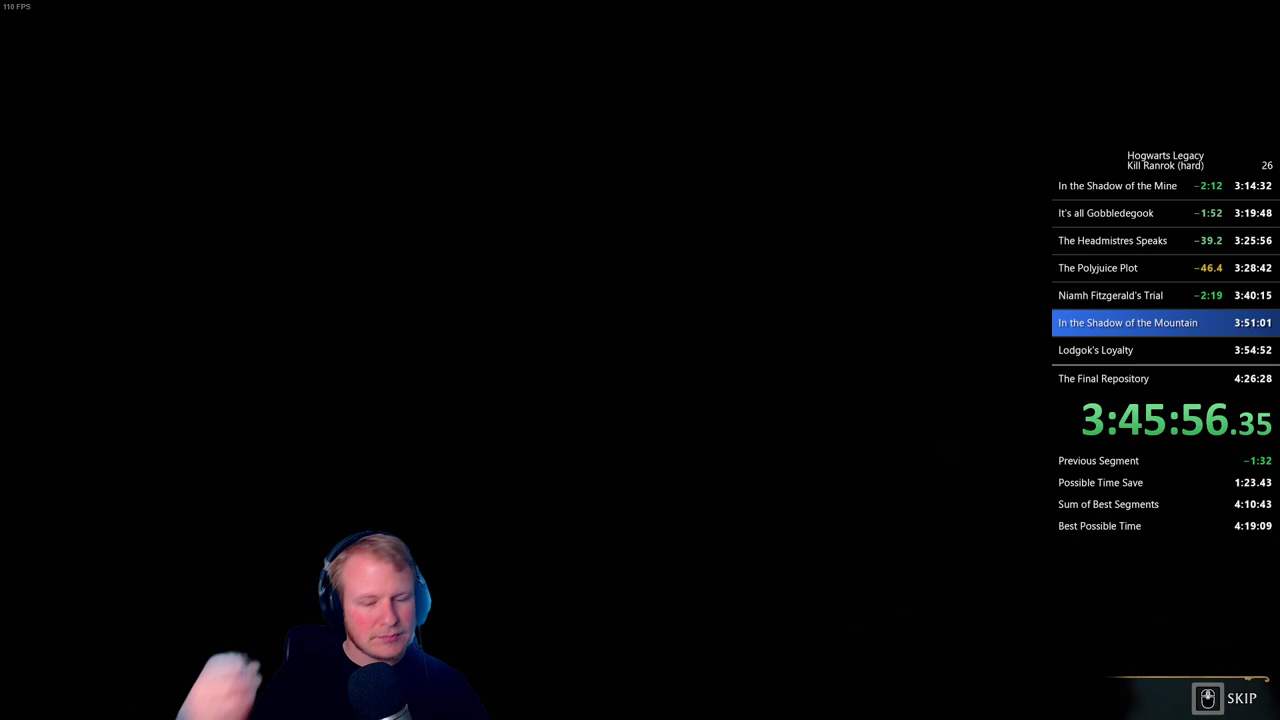 110 FPS
Hogwarts Legacy
Kill Ranrok (hard) 26
In the Shadow of the Mine -2:12 3:14:32
It's all Gobbledegook -1:52 3:19:48
The Headmistres Speaks -39.2 3:25:56
The Polyjuice Plot -46.4 3:28:42
Niamh Fitzgerald's Trial -2:19 3:40:15
In the Shadow of the Mountain 3:51:01
Lodgok's Loyalty 3:54:52
The Final Repository 4:26:28
3:45:56.35
Previous Segment -1:32
Possible Time Save 1:23.43
Sum of Best Segments 4:10:43
Best Possible Time 4:19:09
SKIP